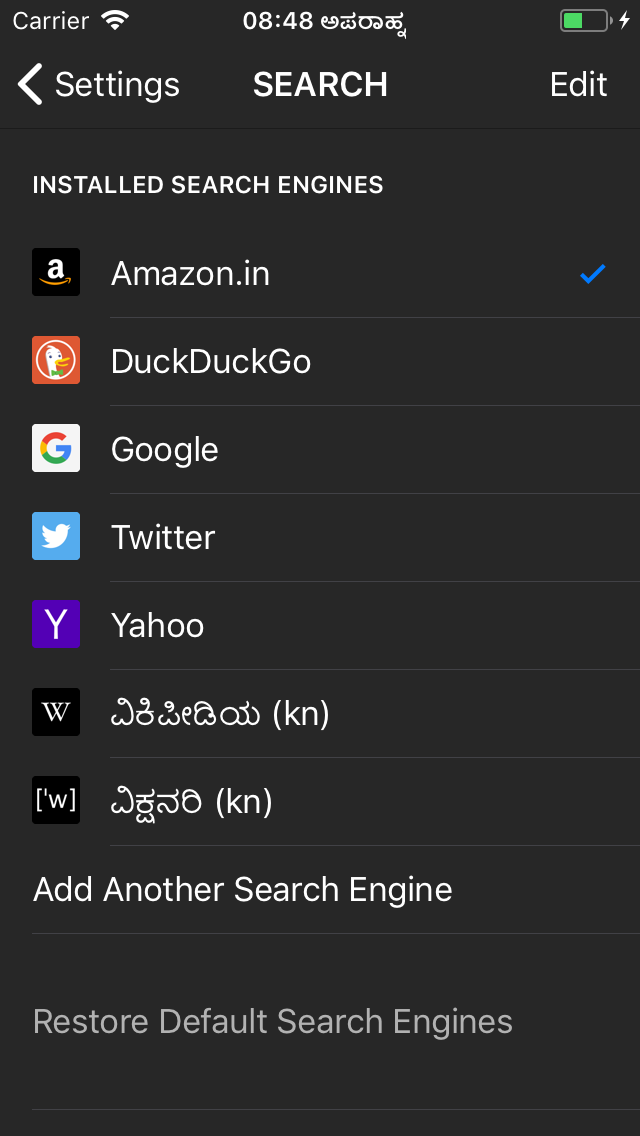 Carrier 08:48 ಅಪರಾಹ್ನ
Settings SEARCH Edit
INSTALLED SEARCH ENGINES
a Amazon.in
DuckDuckGo
G Google
Twitter
Y Yahoo
W ವಿಕಿಪೀಡಿಯ (kn)
['w] ವಿಕ್ಷನರಿ (kn)
Add Another Search Engine
Restore Default Search Engines